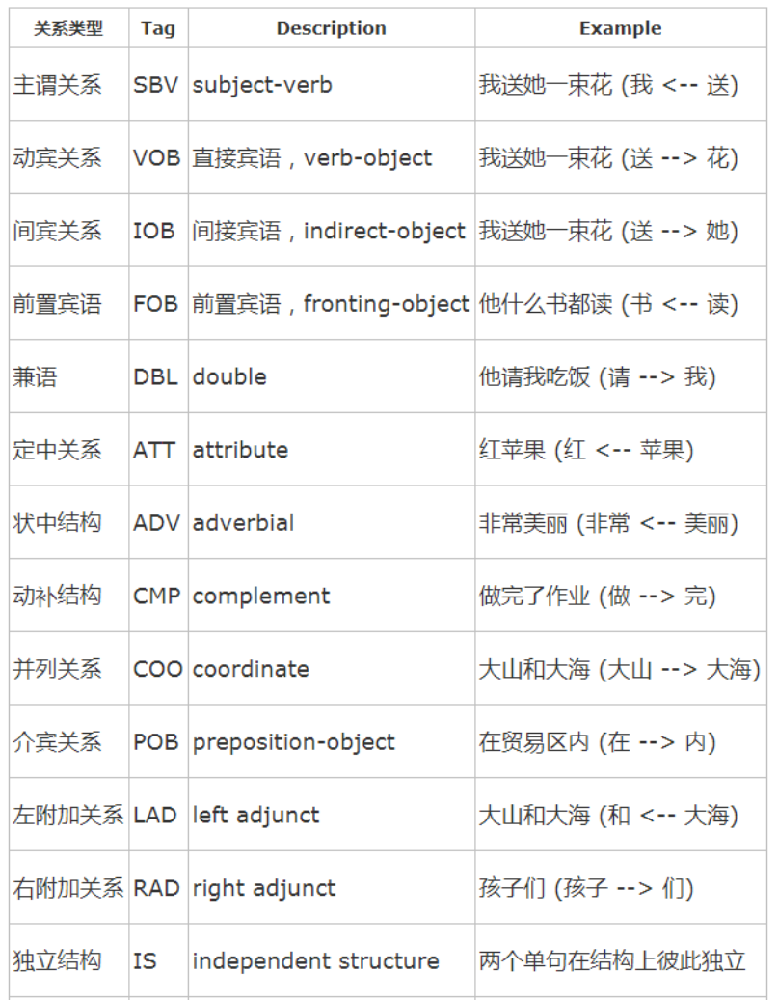 关系类型 Tag Description Example
主谓关系 SBV subject-verb 我送她一束花 (我 <-- 送)
动宾关系 VOB 直接宾语，verb-object 我送她一束花 (送 --> 花)
间宾关系 IOB 间接宾语，indirect-object 我送她一束花 (送 --> 她)
前置宾语 FOB 前置宾语，fronting-object 他什么书都读 (书 <-- 读)
兼语 DBL double 他请我吃饭 (请 --> 我)
定中关系 ATT attribute 红苹果 (红 <-- 苹果)
状中结构 ADV adverbial 非常美丽 (非常 <-- 美丽)
动补结构 CMP complement 做完了作业 (做 --> 完)
并列关系 COO coordinate 大山和大海 (大山 --> 大海)
介宾关系 POB preposition-object 在贸易区内 (在 --> 内)
左附加关系 LAD left adjunct 大山和大海 (和 <-- 大海)
右附加关系 RAD right adjunct 孩子们 (孩子 --> 们)
独立结构 IS independent structure 两个单句在结构上彼此独立